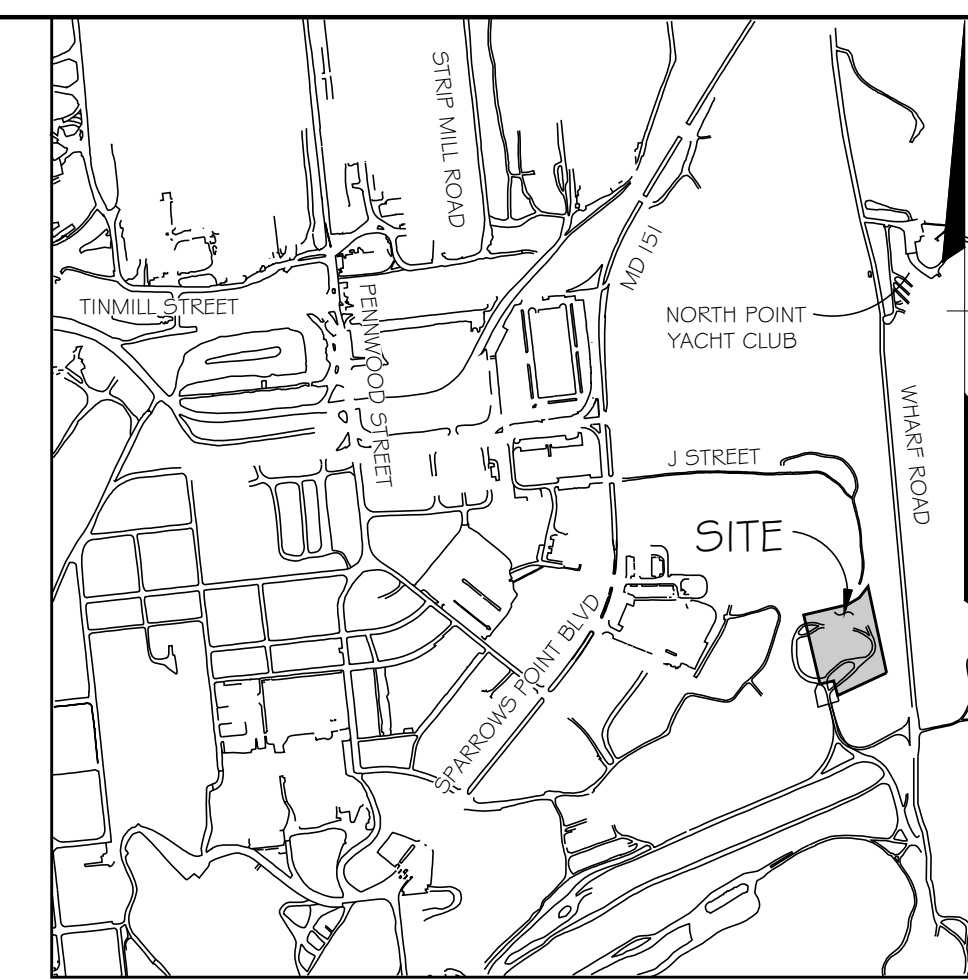 STRIP MILL ROAD
MD 151
TINMILL STREET
PENNWOOD STREET
NORTH POINT
YACHT CLUB
WHARF ROAD
J STREET
SITE
SPARROWS POINT BLVD